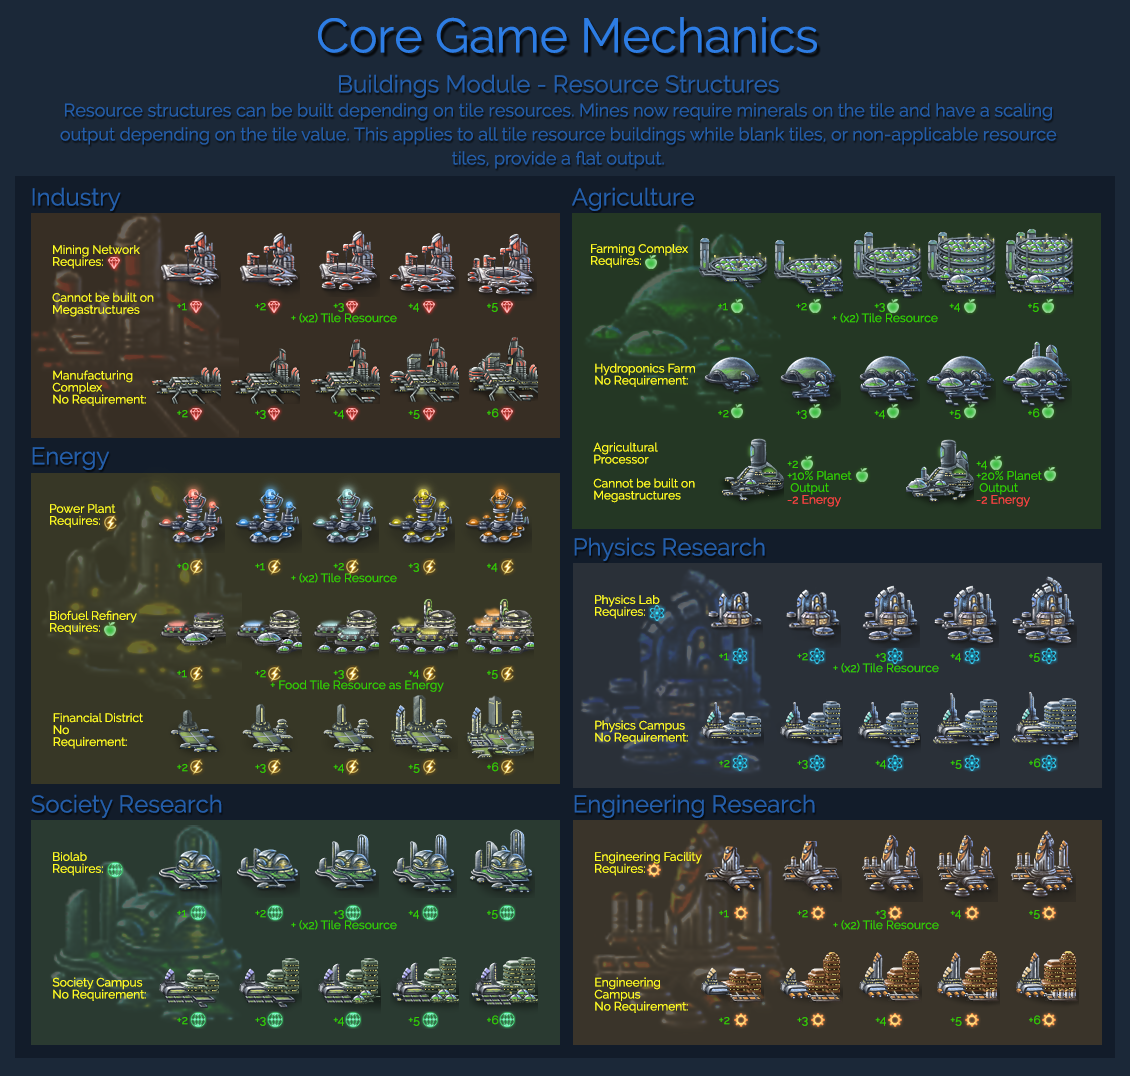 Core Game Mechanics
Buildings Module - Resource Structures
Resource structures can be built depending on tile resources. Mines now require minerals on the tile and have a scaling
output depending on the tile value. This applies to all tile resource buildings while blank tiles, or non-applicable resource
tiles, provide a flat output.
Industry
Mining Network
Requires:
Cannot be built on
Megastructures
+1 +2 +3 +4 +5
+ (x2) Tile Resource
Manufacturing
Complex
No Requirement:
+2 +3 +4 +5 +6
Energy
Power Plant
Requires:
+0 +1 +2 +3 +4
+ (x2) Tile Resource
Biofuel Refinery
Requires:
+1 +2 +3 +4 +5
+ Food Tile Resource as Energy
Financial District
No
Requirement:
+2 +3 +4 +5 +6
Society Research
Biolab
Requires:
+1 +2 +3 +4 +5
+ (x2) Tile Resource
Society Campus
No Requirement:
+2 +3 +4 +5 +6
Agriculture
Farming Complex
Requires:
+1 +2 +3 +4 +5
+ (x2) Tile Resource
Hydroponics Farm
No Requirement:
+2 +3 +4 +5 +6
Agricultural
Processor
Cannot be built on
Megastructures
+2
+10% Planet
Output
-2 Energy
+4
+20% Planet
Output
-2 Energy
Physics Research
Physics Lab
Requires:
+1 +2 +3 +4 +5
+ (x2) Tile Resource
Physics Campus
No Requirement:
+2 +3 +4 +5 +6
Engineering Research
Engineering Facility
Requires:
+1 +2 +3 +4 +5
+ (x2) Tile Resource
Engineering
Campus
No Requirement:
+2 +3 +4 +5 +6